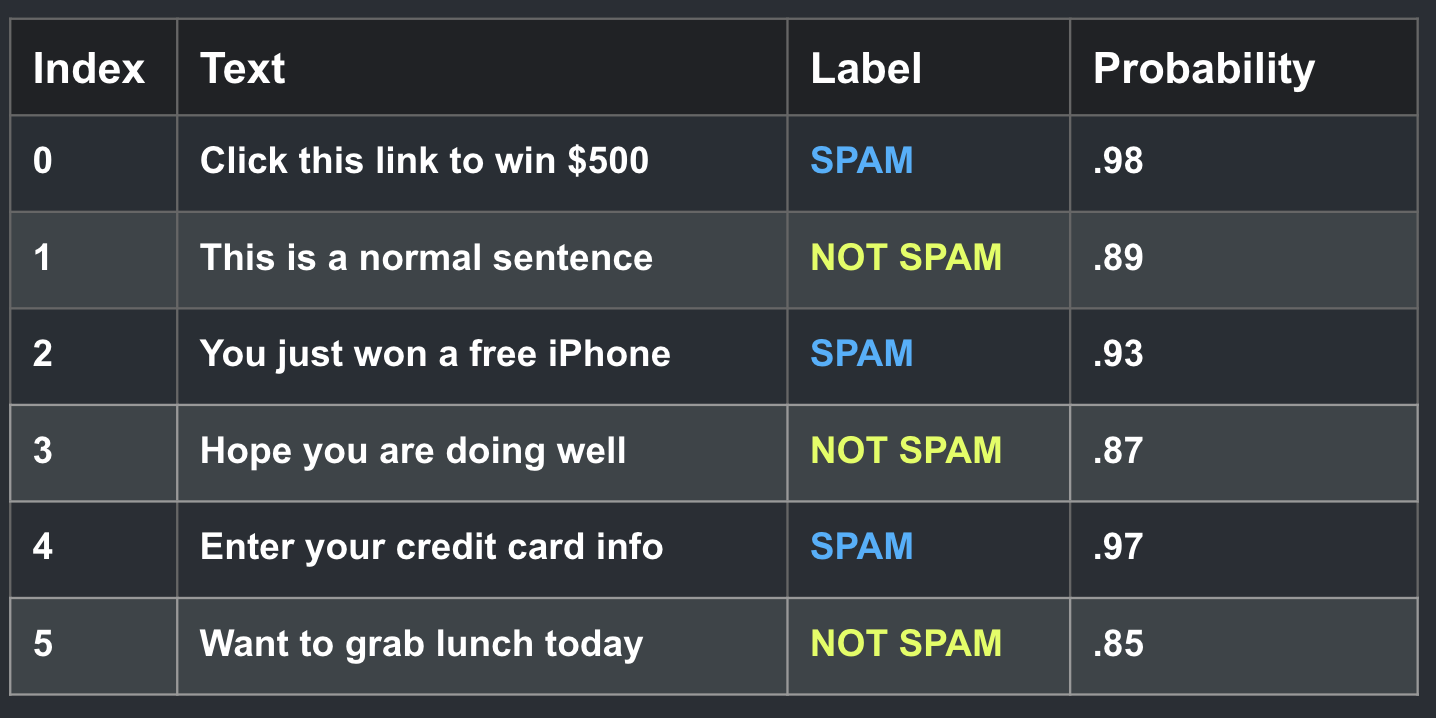 Index Text Label Probability
0 Click this link to win $500 SPAM .98
1 This is a normal sentence NOT SPAM .89
2 You just won a free iPhone SPAM .93
3 Hope you are doing well NOT SPAM .87
4 Enter your credit card info SPAM .97
5 Want to grab lunch today NOT SPAM .85